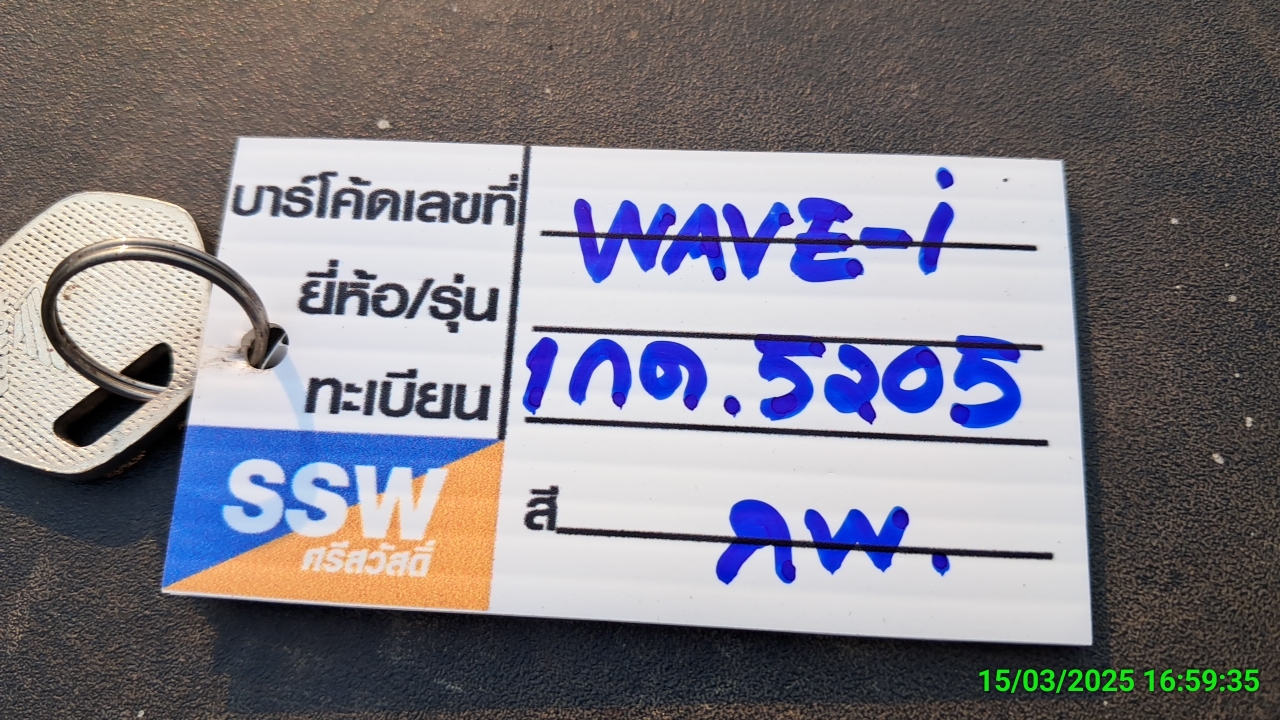 บาร์โค้ดเลขที่
WAVE-i
ยี่ห้อ/รุ่น
ทะเบียน 1กด.5205
สี กพ.
SSW
ศรีสวัสดิ์
15/03/2025 16:59:35